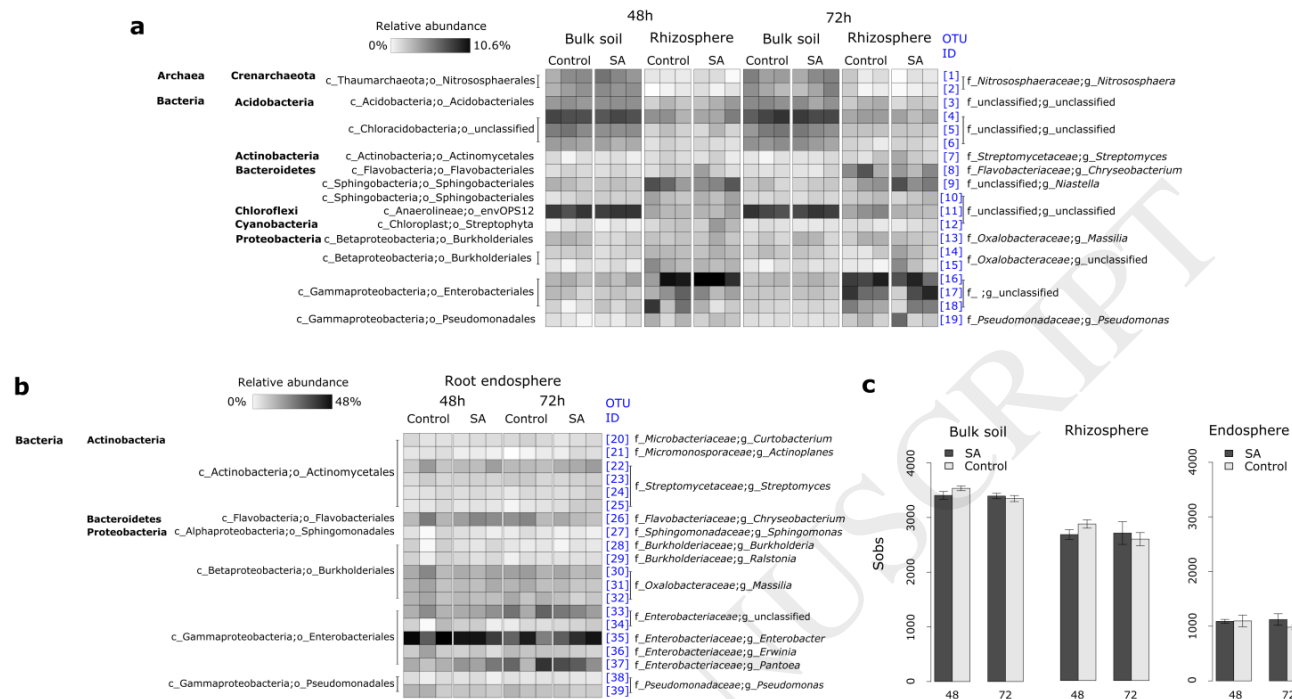 a
48h
72h
Relative abundance
0%
10.6%
Bulk soil
Rhizosphere
Bulk soil
Rhizosphere
OTU
ID
Control
SA
Control
SA
Control
SA
Control
SA
Archaea
Crenarchaeota
c_Thaumarchaeota;o_Nitrososphaerales
[1]
[2]
f_Nitrososphaeraceae;g_Nitrososphaera
Bacteria
Acidobacteria
c_Acidobacteria;o_Acidobacteriales
[3]
f_unclassified;g_unclassified
c_Chloracidobacteria;o_unclassified
[4]
[5]
[6]
f_unclassified;g_unclassified
Actinobacteria
c_Actinobacteria;o_Actinomycetales
[7]
f_Streptomycetaceae;g_Streptomyces
Bacteroidetes
c_Flavobacteria;o_Flavobacteriales
[8]
f_Flavobacteriaceae;g_Chryseobacterium
c_Sphingobacteria;o_Sphingobacteriales
[9]
f_unclassified;g_Niastella
c_Sphingobacteria;o_Sphingobacteriales
[10]
Chloroflexi
c_Anaerolineae;o_envOPS12
[11]
f_unclassified;g_unclassified
Cyanobacteria
c_Chloroplast;o_Streptophyta
[12]
Proteobacteria
c_Betaproteobacteria;o_Burkholderiales
[13]
f_Oxalobacteraceae;g_Massilia
c_Betaproteobacteria;o_Burkholderiales
[14]
[15]
f_Oxalobacteraceae;g_unclassified
c_Gammaproteobacteria;o_Enterobacteriales
[16]
[17]
[18]
f_ ;g_unclassified
c_Gammaproteobacteria;o_Pseudomonadales
[19]
f_Pseudomonadaceae;g_Pseudomonas
b
Relative abundance
0%
48%
Root endosphere
48h
72h
OTU
ID
Control
SA
Control
SA
Bacteria
Actinobacteria
[20]
f_Microbacteriaceae;g_Curtobacterium
[21]
f_Micromonosporaceae;g_Actinoplanes
c_Actinobacteria;o_Actinomycetales
[22]
[23]
[24]
[25]
f_Streptomycetaceae;g_Streptomyces
Bacteroidetes
c_Flavobacteria;o_Flavobacteriales
[26]
f_Flavobacteriaceae;g_Chryseobacterium
Proteobacteria
c_Alphaproteobacteria;o_Sphingomonadales
[27]
f_Sphingomonadaceae;g_Sphingomonas
[28]
f_Burkholderiaceae;g_Burkholderia
[29]
f_Burkholderiaceae;g_Ralstonia
c_Betaproteobacteria;o_Burkholderiales
[30]
[31]
[32]
f_Oxalobacteraceae;g_Massilia
[33]
[34]
f_Enterobacteriaceae;g_unclassified
c_Gammaproteobacteria;o_Enterobacteriales
[35]
f_Enterobacteriaceae;g_Enterobacter
[36]
f_Enterobacteriaceae;g_Erwinia
[37]
f_Enterobacteriaceae;g_Pantoea
c_Gammaproteobacteria;o_Pseudomonadales
[38]
[39]
f_Pseudomonadaceae;g_Pseudomonas
c
Bulk soil
Rhizosphere
Endosphere
SA
Control
SA
Control
Sobs
0
1000
2000
3000
4000
0
1000
2000
3000
4000
48
72
48
72
48
72
NUSCRIPT